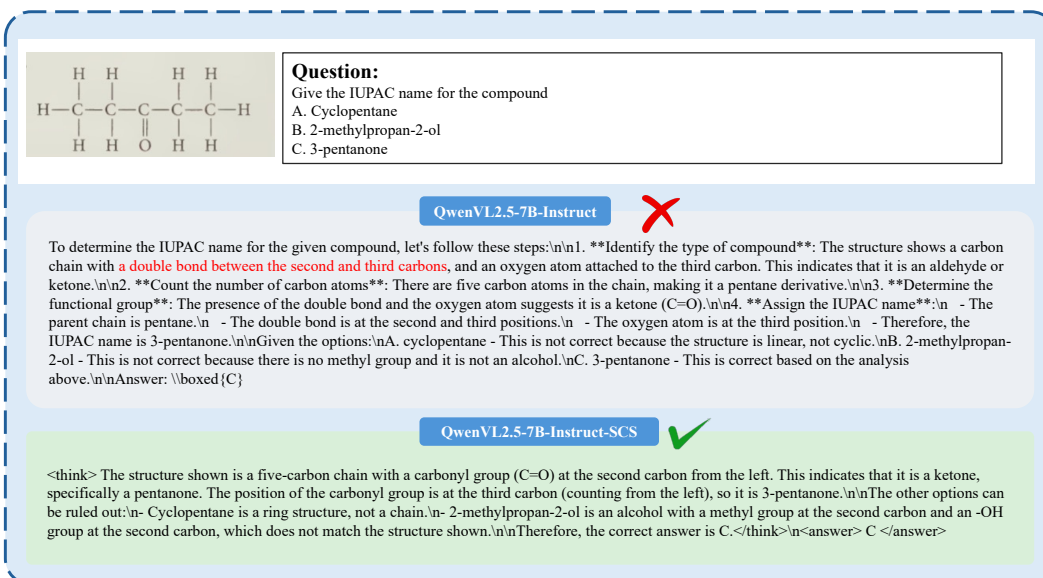 H H H H
H—C—C—C—C—C—H
H H O H H
Question:
Give the IUPAC name for the compound
A. Cyclopentane
B. 2-methylpropan-2-ol
C. 3-pentanone
QwenVL2.5-7B-Instruct
To determine the IUPAC name for the given compound, let's follow these steps:\n\n1. **Identify the type of compound**: The structure shows a carbon
chain with a double bond between the second and third carbons, and an oxygen atom attached to the third carbon. This indicates that it is an aldehyde or
ketone.\n\n2. **Count the number of carbon atoms**: There are five carbon atoms in the chain, making it a pentane derivative.\n\n3. **Determine the
functional group**: The presence of the double bond and the oxygen atom suggests it is a ketone (C=O).\n\n4. **Assign the IUPAC name**:\n - The
parent chain is pentane.\n - The double bond is at the second and third positions.\n - The oxygen atom is at the third position.\n - Therefore, the
IUPAC name is 3-pentanone.\n\nGiven the options:\nA. cyclopentane - This is not correct because the structure is linear, not cyclic.\nB. 2-methylpropan-
2-ol - This is not correct because there is no methyl group and it is not an alcohol.\nC. 3-pentanone - This is correct based on the analysis
above.\n\nAnswer: \\boxed{C}
QwenVL2.5-7B-Instruct-SCS
<think> The structure shown is a five-carbon chain with a carbonyl group (C=O) at the second carbon from the left. This indicates that it is a ketone,
specifically a pentanone. The position of the carbonyl group is at the third carbon (counting from the left), so it is 3-pentanone.\n\nThe other options can
be ruled out:\n- Cyclopentane is a ring structure, not a chain.\n- 2-methylpropan-2-ol is an alcohol with a methyl group at the second carbon and an -OH
group at the second carbon, which does not match the structure shown.\n\nTherefore, the correct answer is C.</think>\n<answer> C </answer>